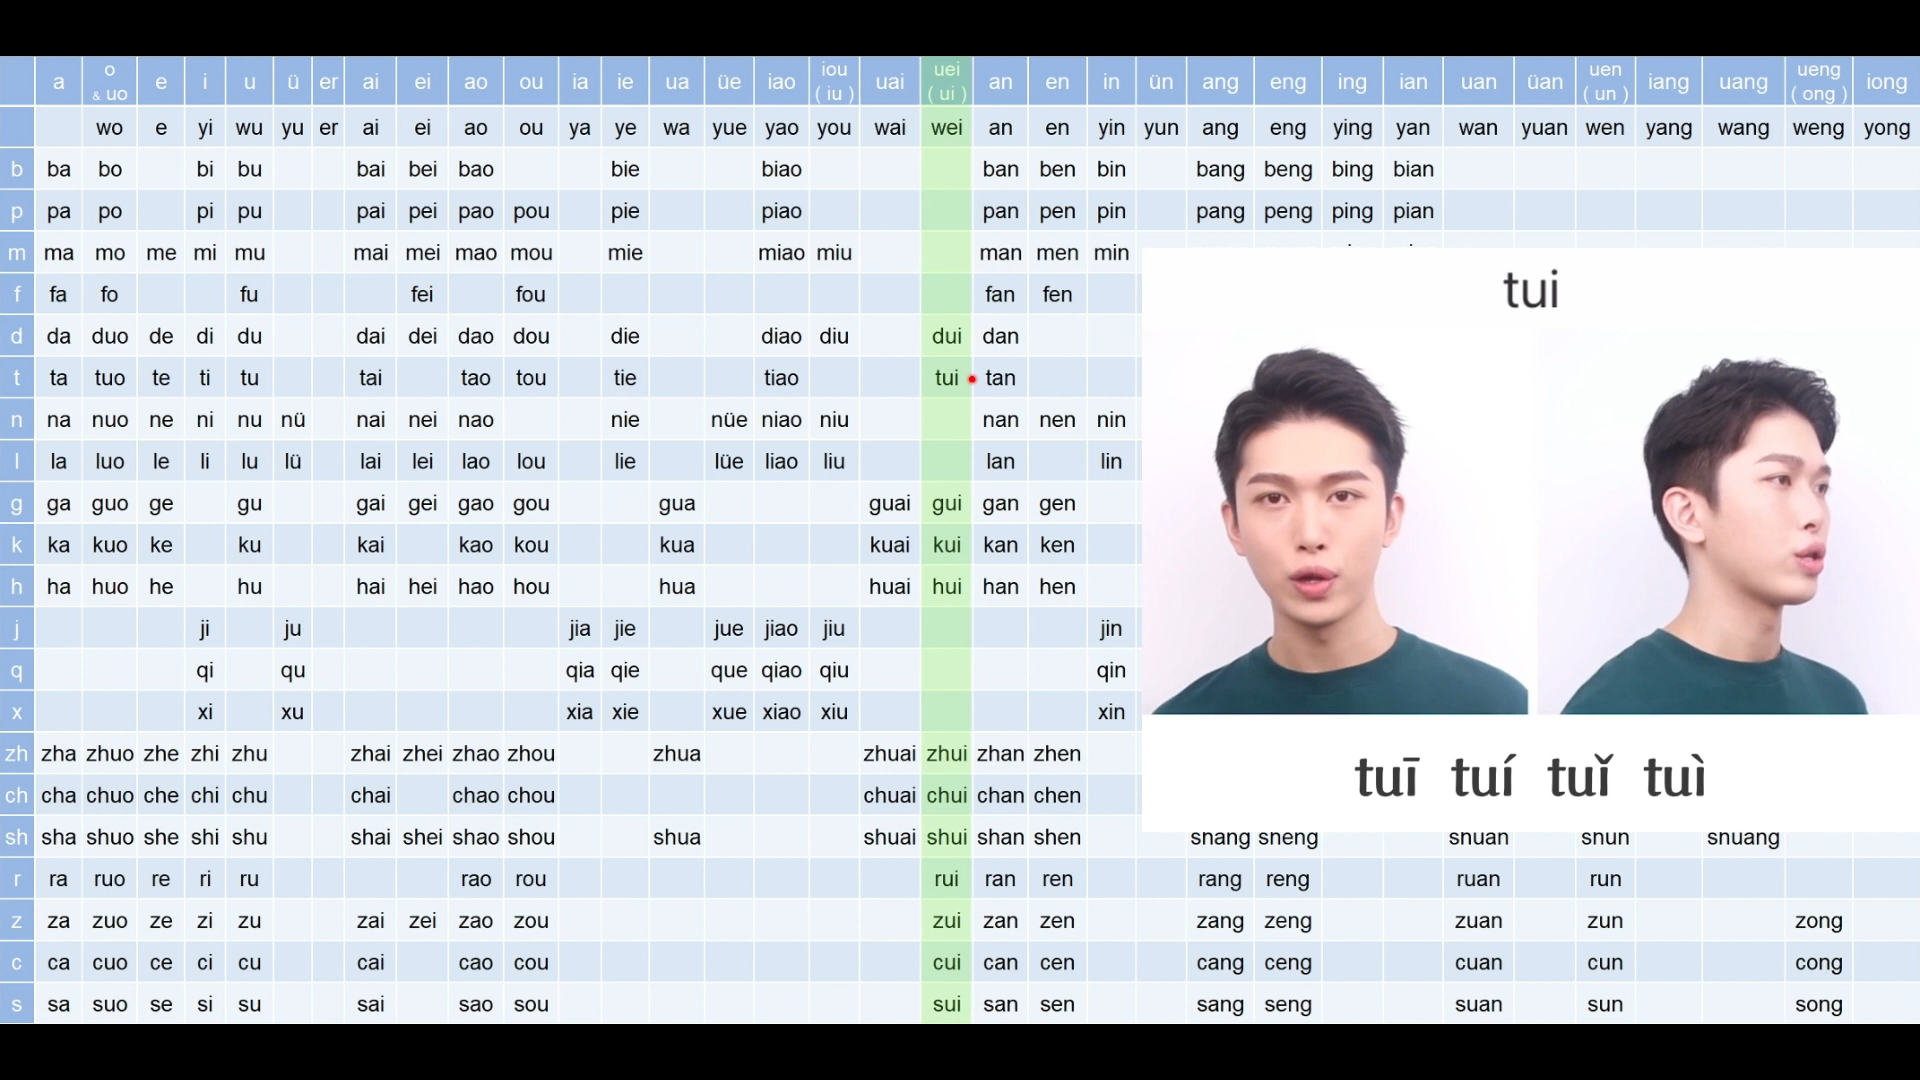 a o & uo e i u ü er ai ei ao ou ia ie ua üe iao iou ( iu ) uai uei ( ui ) an en in ün ang eng ing ian uan üan uen ( un ) iang uang ueng ( ong ) iong
wo e yi wu yu er ai ei ao ou ya ye wa yue yao you wai wei an en yin yun ang eng ying yan wan yuan wen yang wang weng yong
b ba bo bi bu bai bei bao bie biao ban ben bin bang beng bing bian
p pa po pi pu pai pei pao pou pie piao pan pen pin pang peng ping pian
m ma mo me mi mu mai mei mao mou mie miao miu man men min
f fa fo fu fei fou fan fen
d da duo de di du dai dei dao dou die diao diu dui dan
t ta tuo te ti tu tai tao tou tie tiao tui tan
n na nuo ne ni nu nü nai nei nao nie nüe niao niu nan nen nin
l la luo le li lu lü lai lei lao lou lie lüe liao liu lan lin
g ga guo ge gu gai gei gao gou gua guai gui gan gen
k ka kuo ke ku kai kao kou kua kuai kui kan ken
h ha huo he hu hai hei hao hou hua huai hui han hen
j ji ju jia jie jue jiao jiu jin
q qi qu qia qie que qiao qiu qin
x xi xu xia xie xue xiao xiu xin
zh zha zhuo zhe zhi zhu zhai zhei zhao zhou zhua zhuai zhui zhan zhen
ch cha chuo che chi chu chai chao chou chuai chui chan chen
sh sha shuo she shi shu shai shei shao shou shua shuai shui shan shen shang sheng shuan shun shuang
r ra ruo re ri ru rao rou rui ran ren rang reng ruan run
z za zuo ze zi zu zai zei zao zou zui zan zen zang zeng zuan zun zong
c ca cuo ce ci cu cai cao cou cui can cen cang ceng cuan cun cong
s sa suo se si su sai sao sou sui san sen sang seng suan sun song
tui
tuī tuí tuǐ tuì